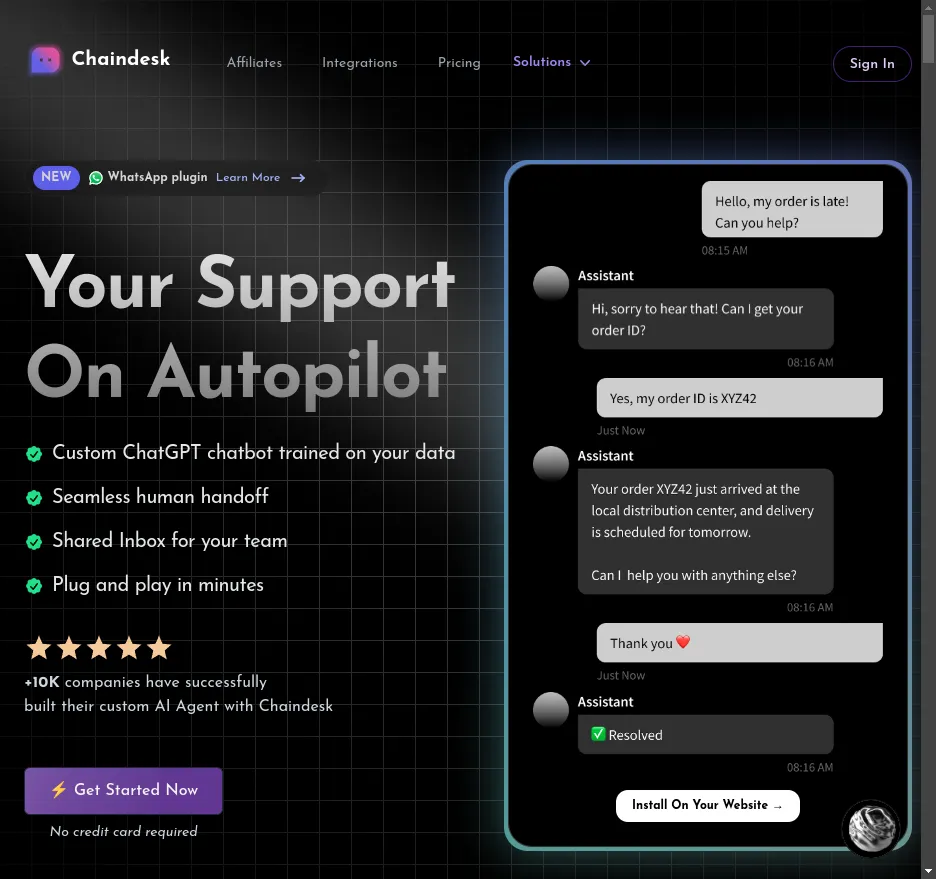 Chaindesk
Affiliates
Integrations
Pricing
Solutions
Sign In
NEW
WhatsApp plugin
Learn More →
Your Support
On Autopilot
Custom ChatGPT chatbot trained on your data
Seamless human handoff
Shared Inbox for your team
Plug and play in minutes
+10K companies have successfully
built their custom AI Agent with Chaindesk
⚡ Get Started Now
No credit card required
Hello, my order is late!
Can you help?
08:15 AM
Assistant
Hi, sorry to hear that! Can I get your
order ID?
08:16 AM
Yes, my order ID is XYZ42
Just Now
Assistant
Your order XYZ42 just arrived at the
local distribution center, and delivery
is scheduled for tomorrow.
Can I help you with anything else?
08:16 AM
Thank you ❤️
Just Now
Assistant
✅ Resolved
08:16 AM
Install On Your Website →